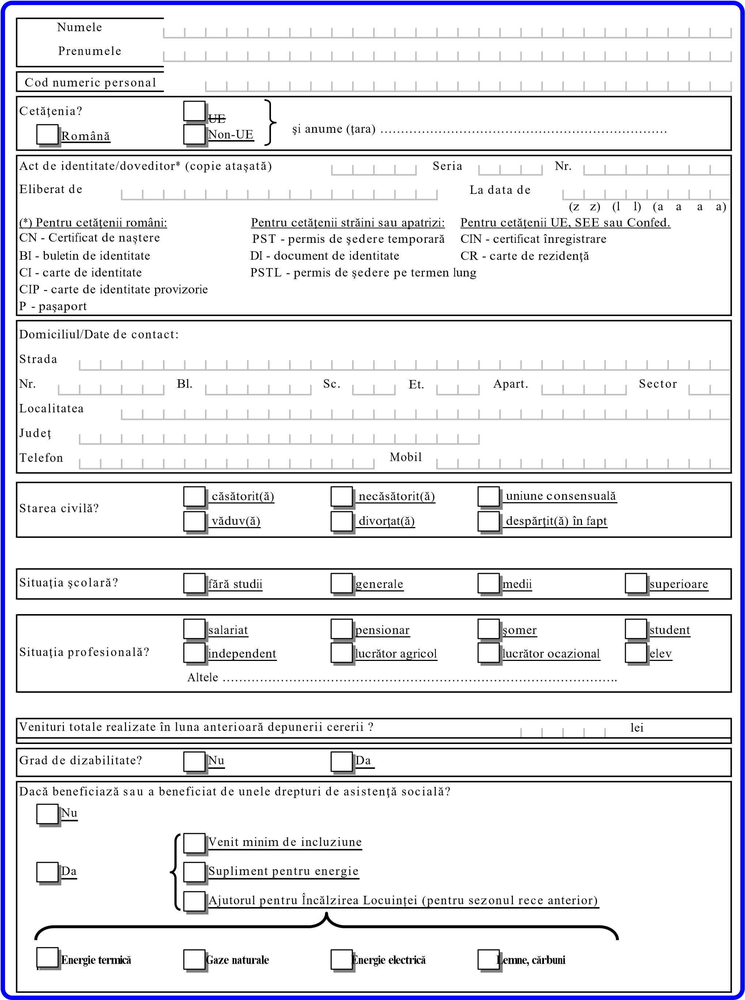 Numele
Prenumele
Cod numeric personal
Cetăţenia?
UE
Română
Non-UE
şi anume (ţara) ……………………………………………………………
Act de identitate/doveditor* (copie atașată) Seria Nr.
Eliberat de La data de
(z z) (l l) (a a a a)
(*) Pentru cetăţenii români: Pentru cetăţenii străini sau apatrizi: Pentru cetăţenii UE, SEE sau Confed.
CN - Certificat de naştere PST - permis de şedere temporară CIN - certificat înregistrare
BI - buletin de identitate DI - document de identitate CR - carte de rezidenţă
CI - carte de identitate PSTL - permis de şedere pe termen lung
CIP - carte de identitate provizorie
P - paşaport
Domiciliul/Date de contact:
Strada
Nr. Bl. Sc. Et. Apart. Sector
Localitatea
Judeţ
Telefon Mobil
căsătorit(ă) necăsătorit(ă) uniune consensuală
Starea civilă?
văduv(ă) divorţat(ă) despărţit(ă) în fapt
Situaţia şcolară? fără studii generale medii superioare
salariat pensionar şomer student
Situaţia profesională? independent lucrător agricol lucrător ocazional elev
Altele …………………………………………………………………………………..
Venituri totale realizate în luna anterioară depunerii cererii ? lei
Grad de dizabilitate? Nu Da
Dacă beneficiază sau a beneficiat de unele drepturi de asistenţă socială?
Nu
Venit minim de incluziune
Da Supliment pentru energie
Ajutorul pentru Încălzirea Locuinței (pentru sezonul rece anterior)
Energie termică Gaze naturale Energie electrică Lemne, cărbuni